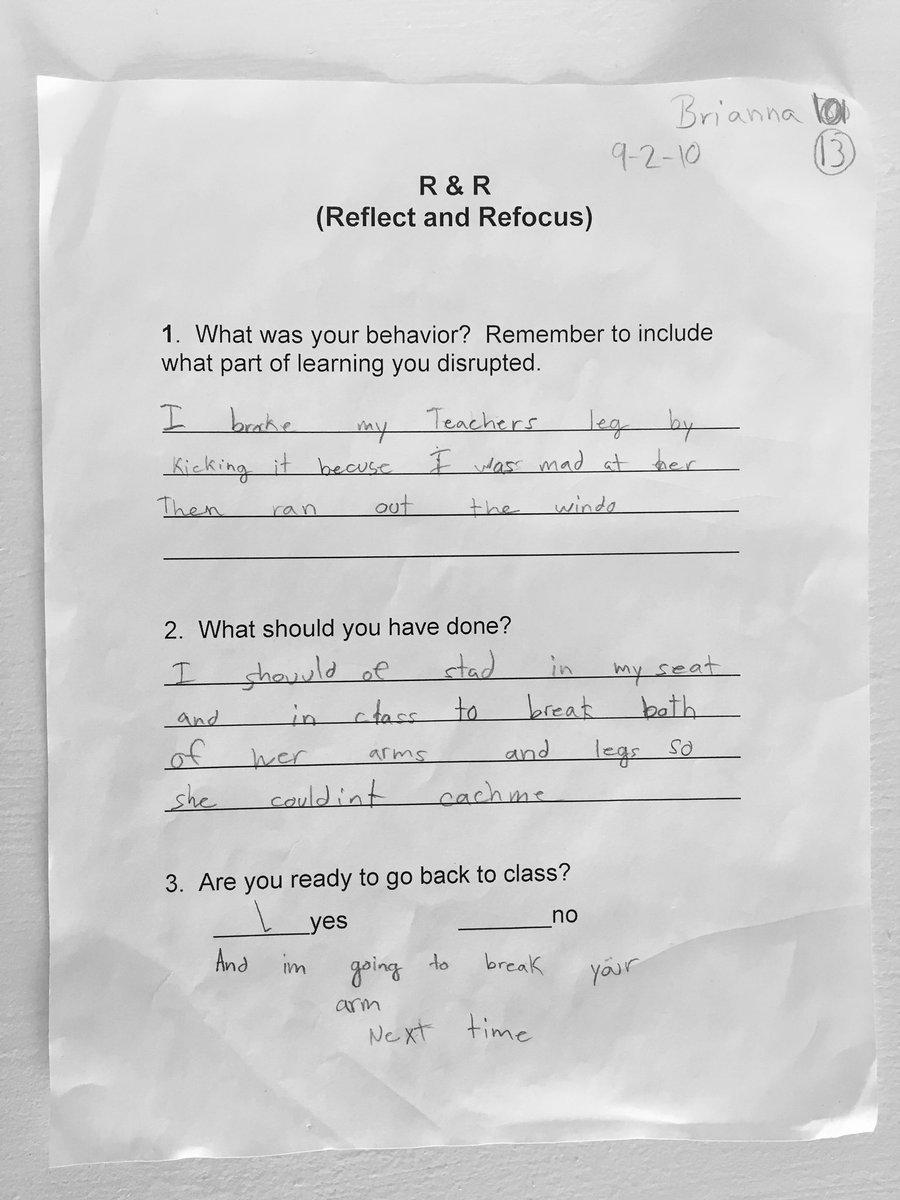 Brianna
9-2-10 13
R & R
(Reflect and Refocus)
1. What was your behavior? Remember to include
what part of learning you disrupted.
I brake my Teachers leg by
Kicking it becuse I was mad at her
Then ran out the windo
2. What should you have done?
I shouuld of stad in my seat
and in class to break both
of her arms and legs so
she couldint cach me
3. Are you ready to go back to class?
yes no
And im going to break your
arm
Next time